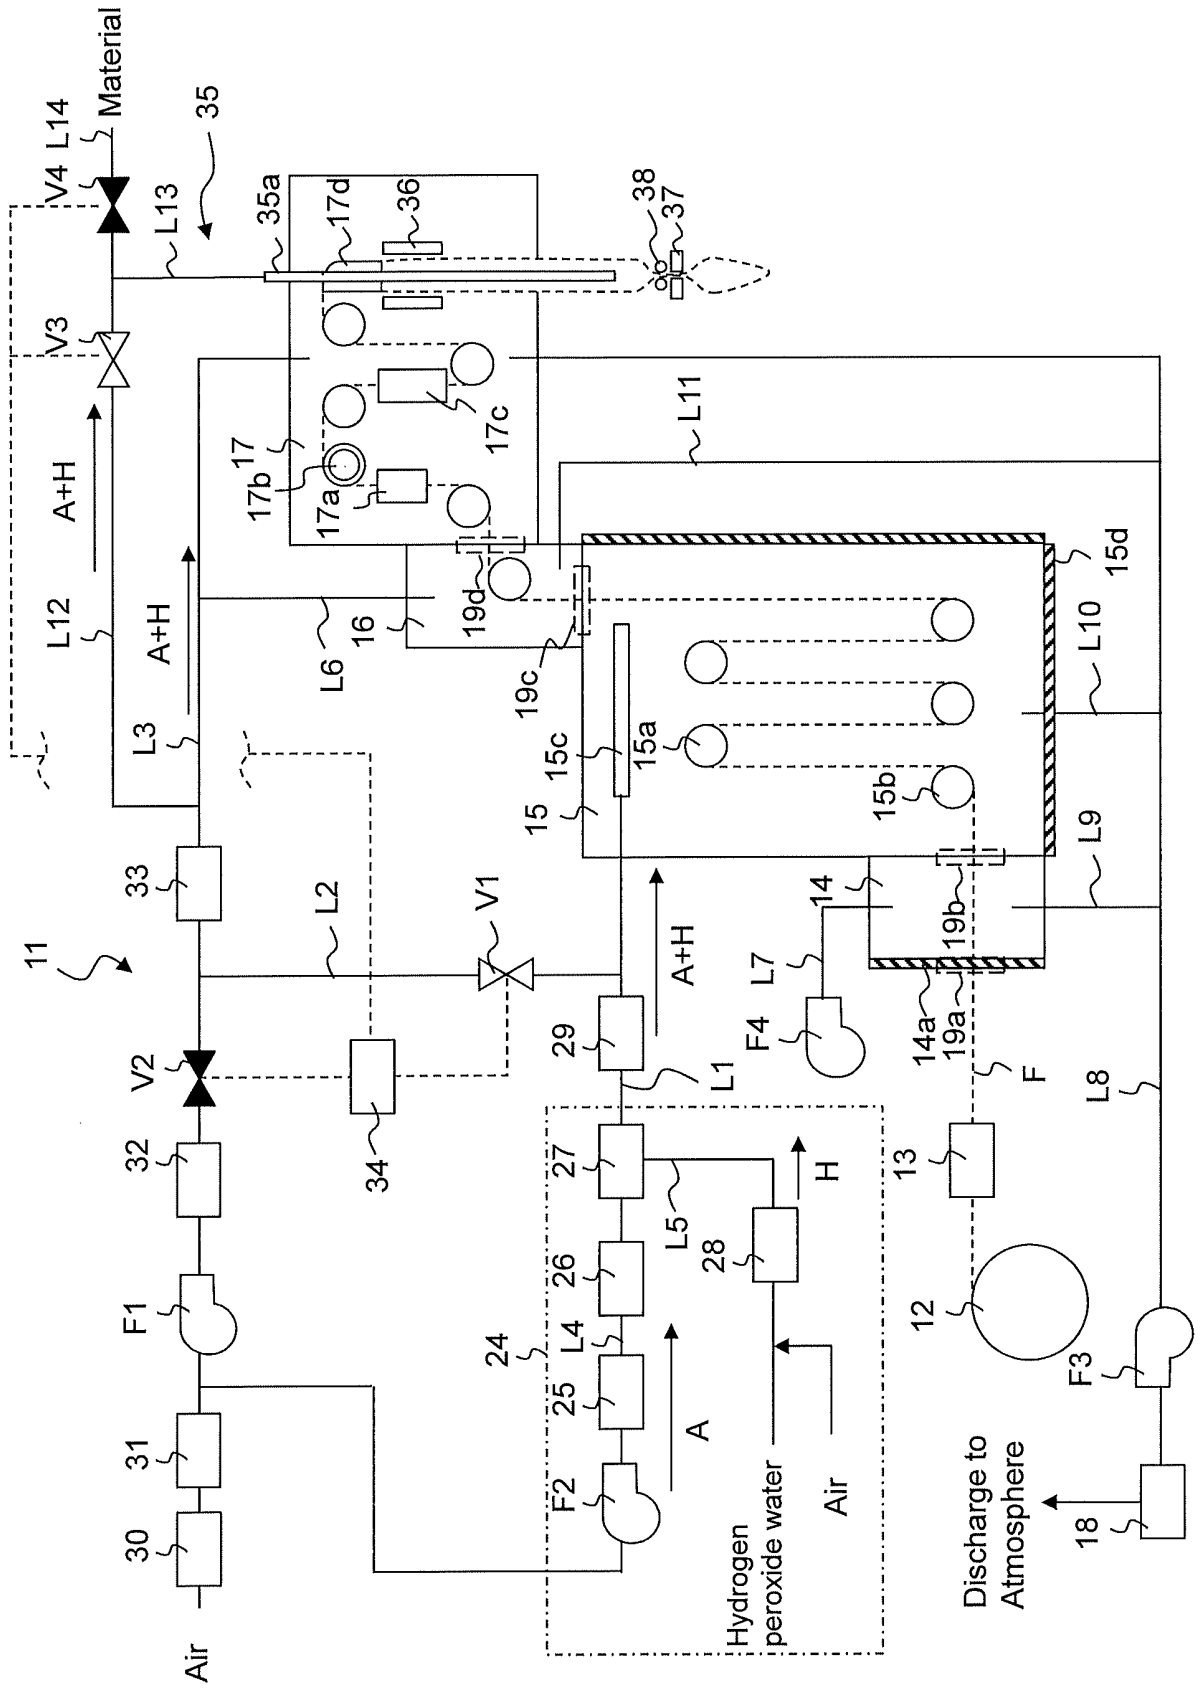 11
Air
30
31
F1
32
V2
33
L3
A+H
L12
A+H
V3
V4
L14
Material
L13
35
35a
17d
36
38
37
17
17b
17a
17c
L6
16
19d
19c
L11
L2
V1
34
15
15c
15a
15b
15d
L10
29
A+H
L1
F4
L7
14
19b
14a
19a
L9
F
L8
24
F2
25
L4
26
27
A
L5
28
H
Hydrogen
peroxide water
Air
12
13
F3
18
Discharge to
Atmosphere